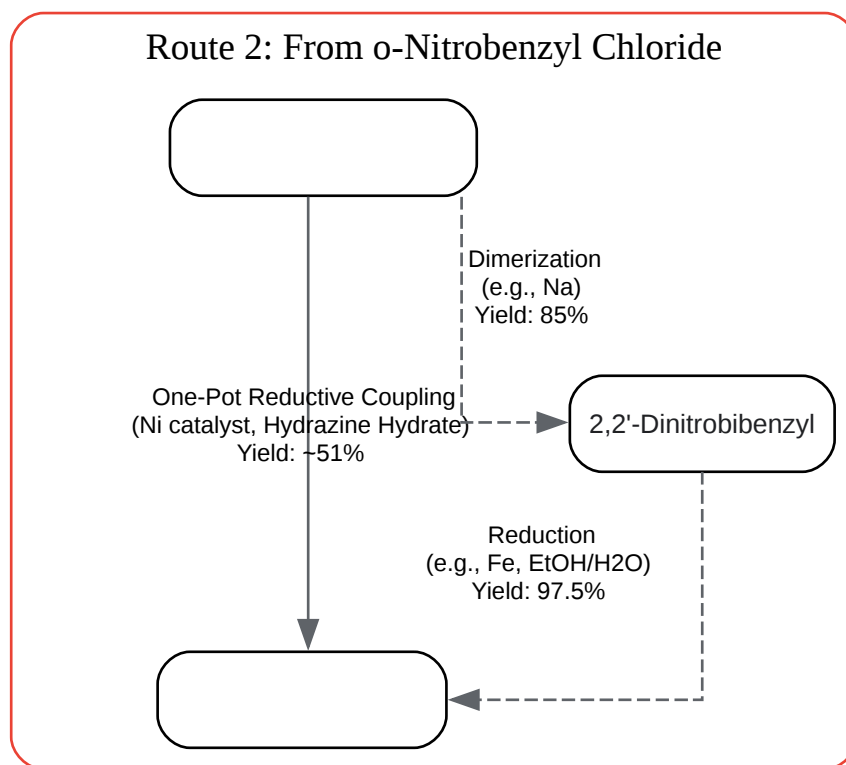 Route 2: From o-Nitrobenzyl Chloride
Dimerization
(e.g., Na)
Yield: 85%
One-Pot Reductive Coupling
(Ni catalyst, Hydrazine Hydrate)
Yield: ~51%
2,2'-Dinitrobibenzyl
Reduction
(e.g., Fe, EtOH/H2O)
Yield: 97.5%